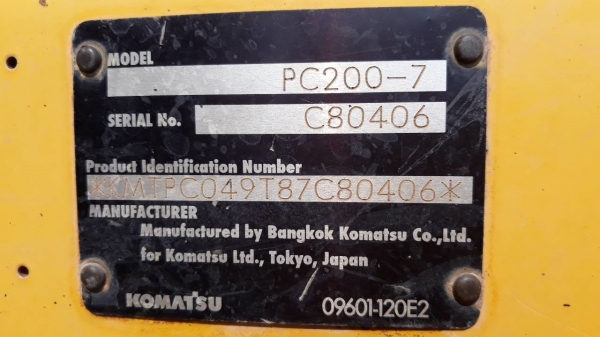 MODEL PC200-7
SERIAL No. C80406
Product Identification Number
*KMTPC049T87C80406*
MANUFACTURER
Manufactured by Bangkok Komatsu Co.,Ltd.
for Komatsu Ltd., Tokyo, Japan
KOMATSU 09601-120E2